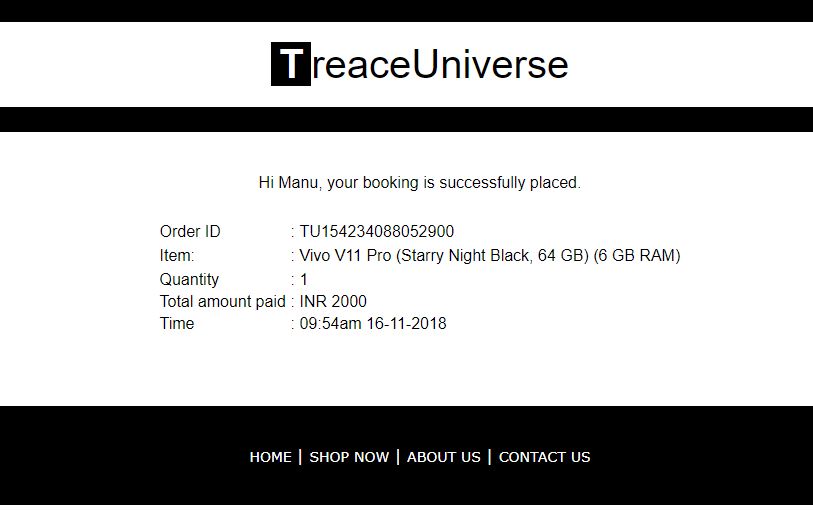 TreaceUniverse
Hi Manu, your booking is successfully placed.
Order ID : TU154234088052900
Item: : Vivo V11 Pro (Starry Night Black, 64 GB) (6 GB RAM)
Quantity : 1
Total amount paid : INR 2000
Time : 09:54am 16-11-2018
HOME | SHOP NOW | ABOUT US | CONTACT US